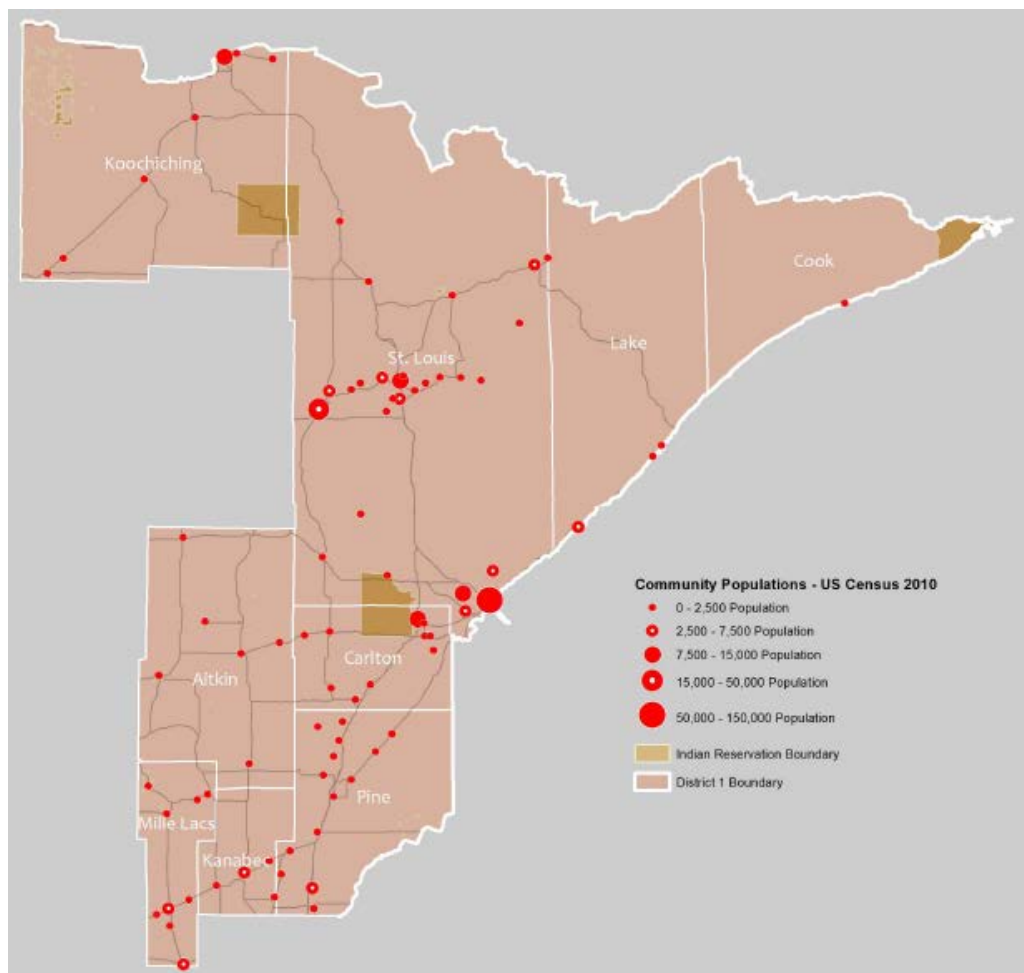 Koochiching
Cook
Lake
St. Louis
Community Populations - US Census 2010
0 - 2,500 Population
2,500 - 7,500 Population
7,500 - 15,000 Population
15,000 - 50,000 Population
50,000 - 150,000 Population
Indian Reservation Boundary
District 1 Boundary
Carlton
Aitkin
Pine
Mille Lacs
Kanabec